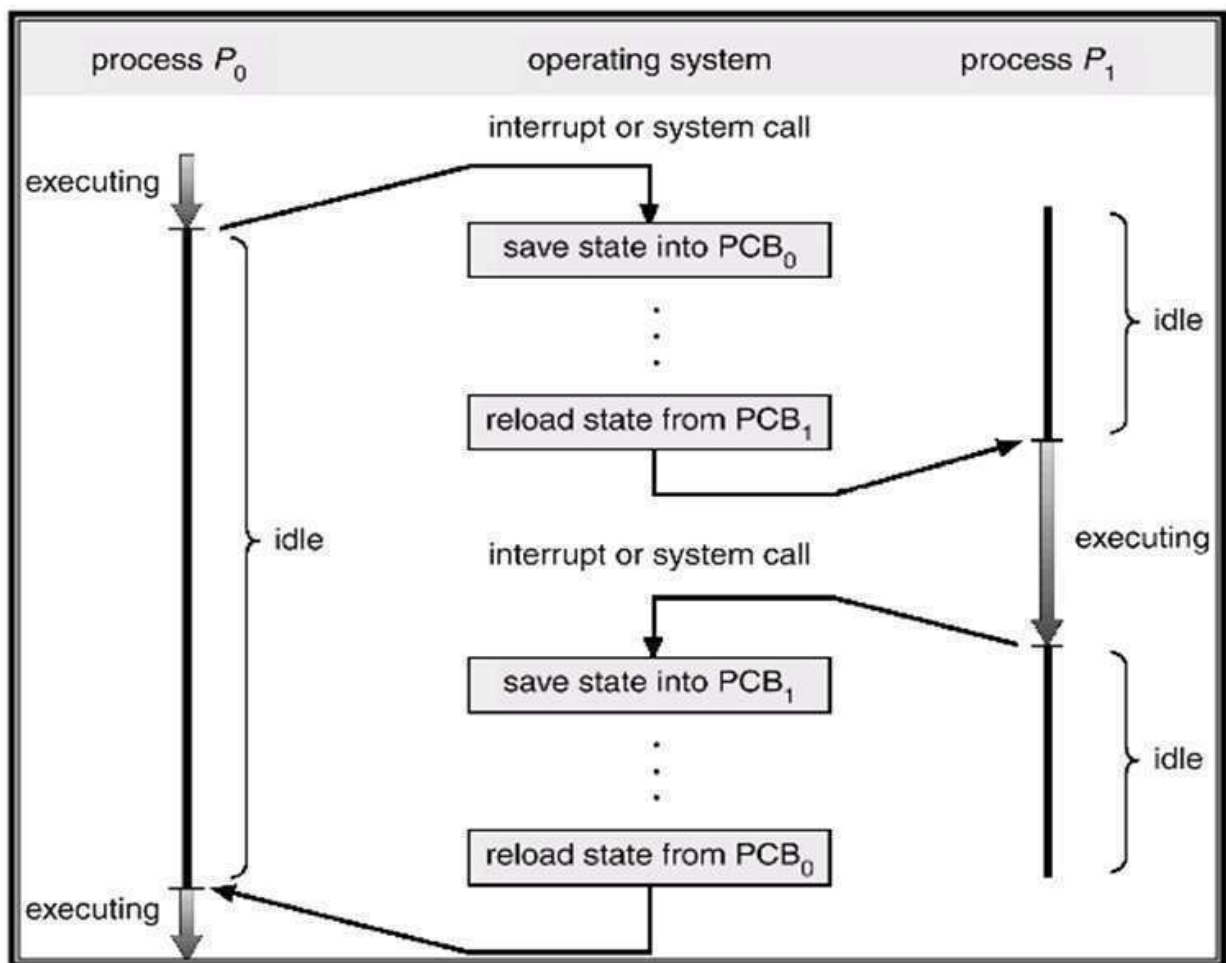 process P₀ operating system process P₁
interrupt or system call
executing
save state into PCB₀
idle
reload state from PCB₁
idle
executing
interrupt or system call
save state into PCB₁
idle
reload state from PCB₀
executing